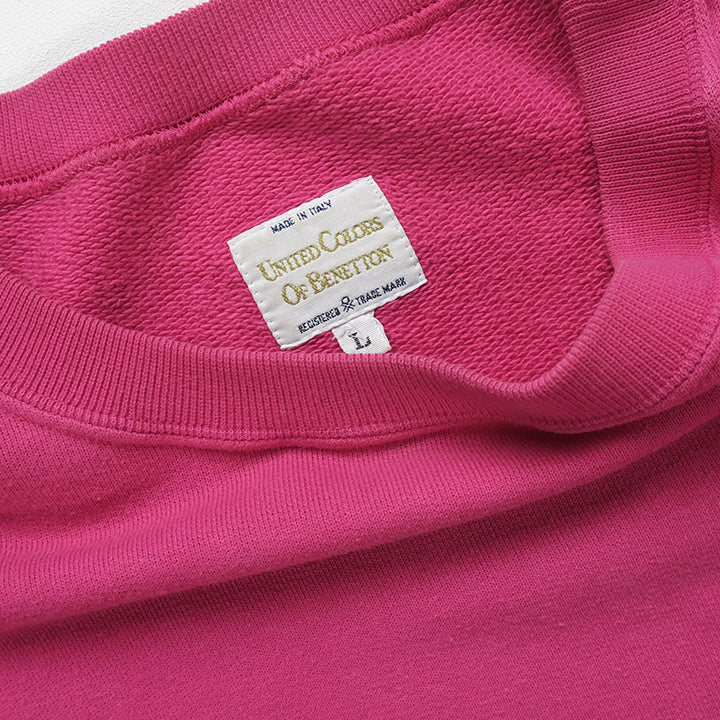 MADE IN ITALY
UNITED COLORS
OF BENETTON
REGISTERED TRADE MARK
L